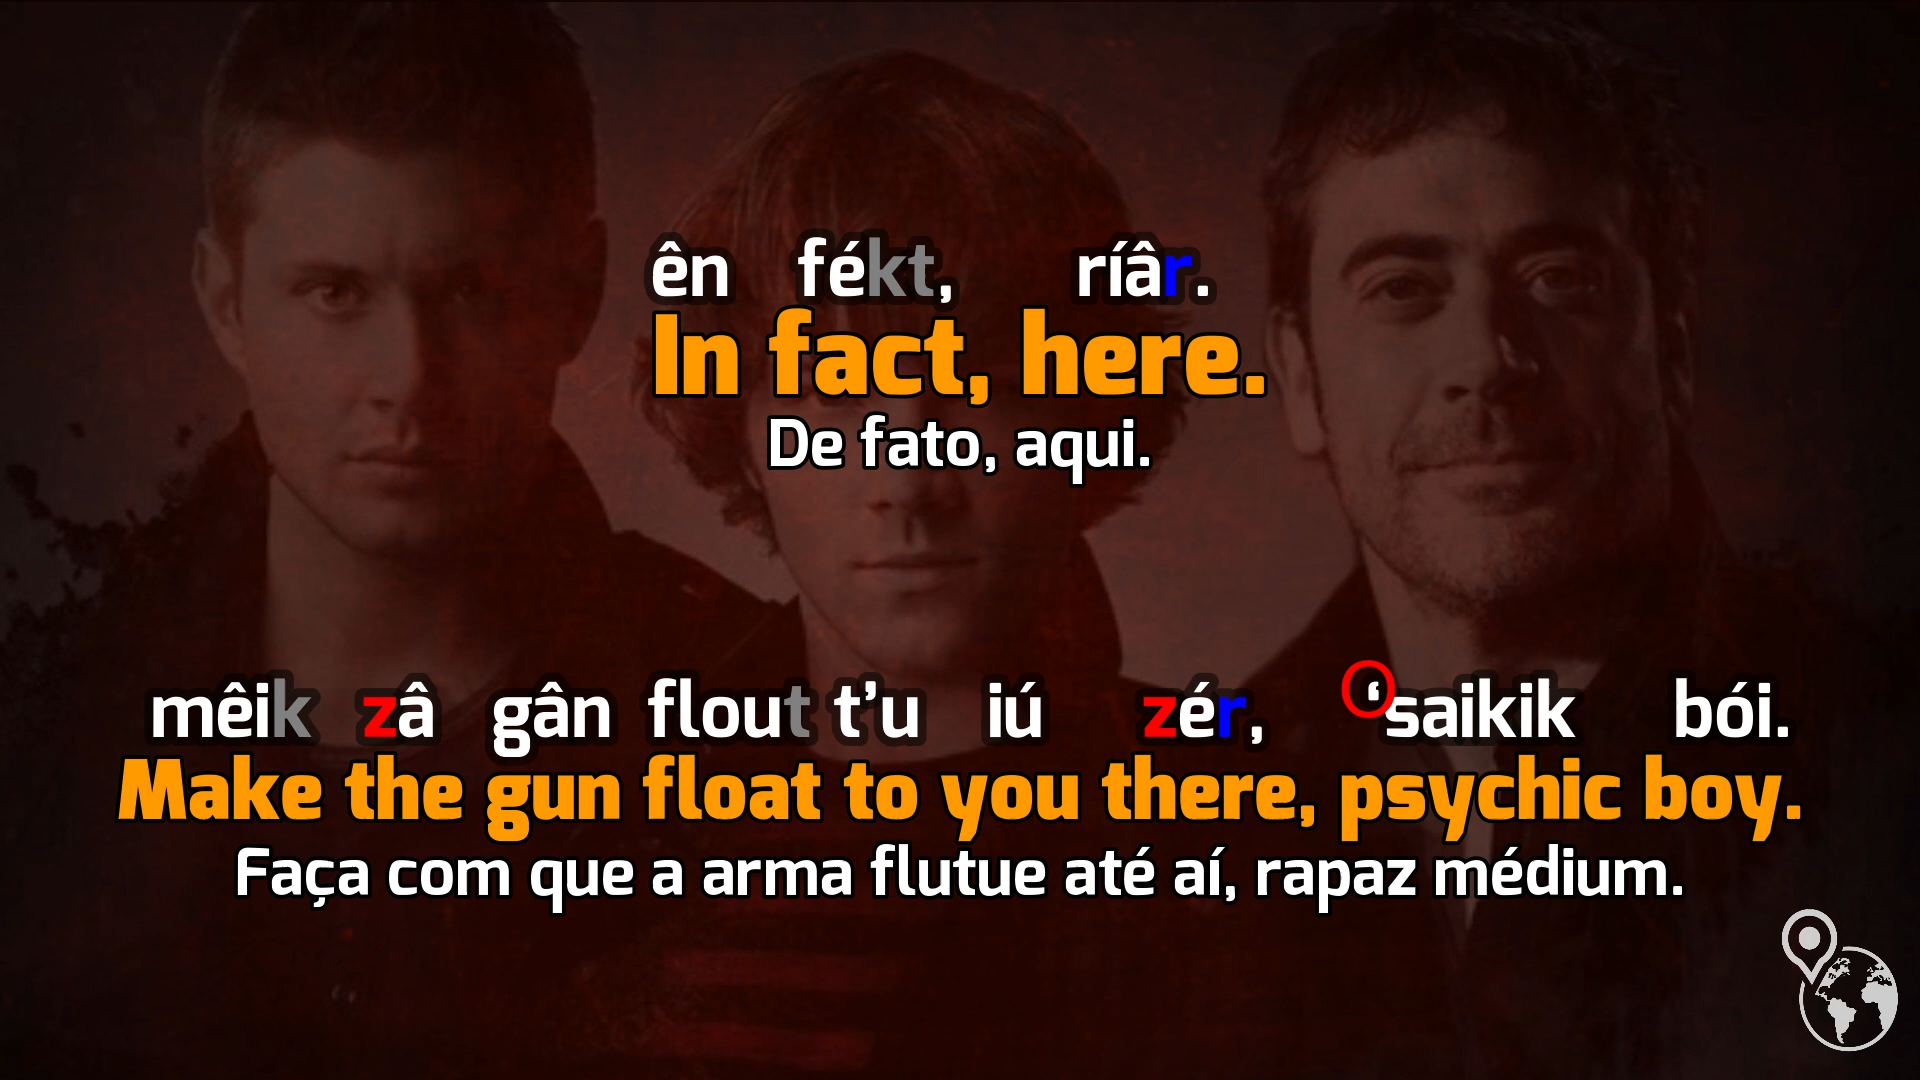 ên fékt, ríâr.
In fact, here.
De fato, aqui.
mêik zâ gân flout t’u iú zér, ‘saikik bói.
Make the gun float to you there, psychic boy.
Faça com que a arma flutue até aí, rapaz médium.